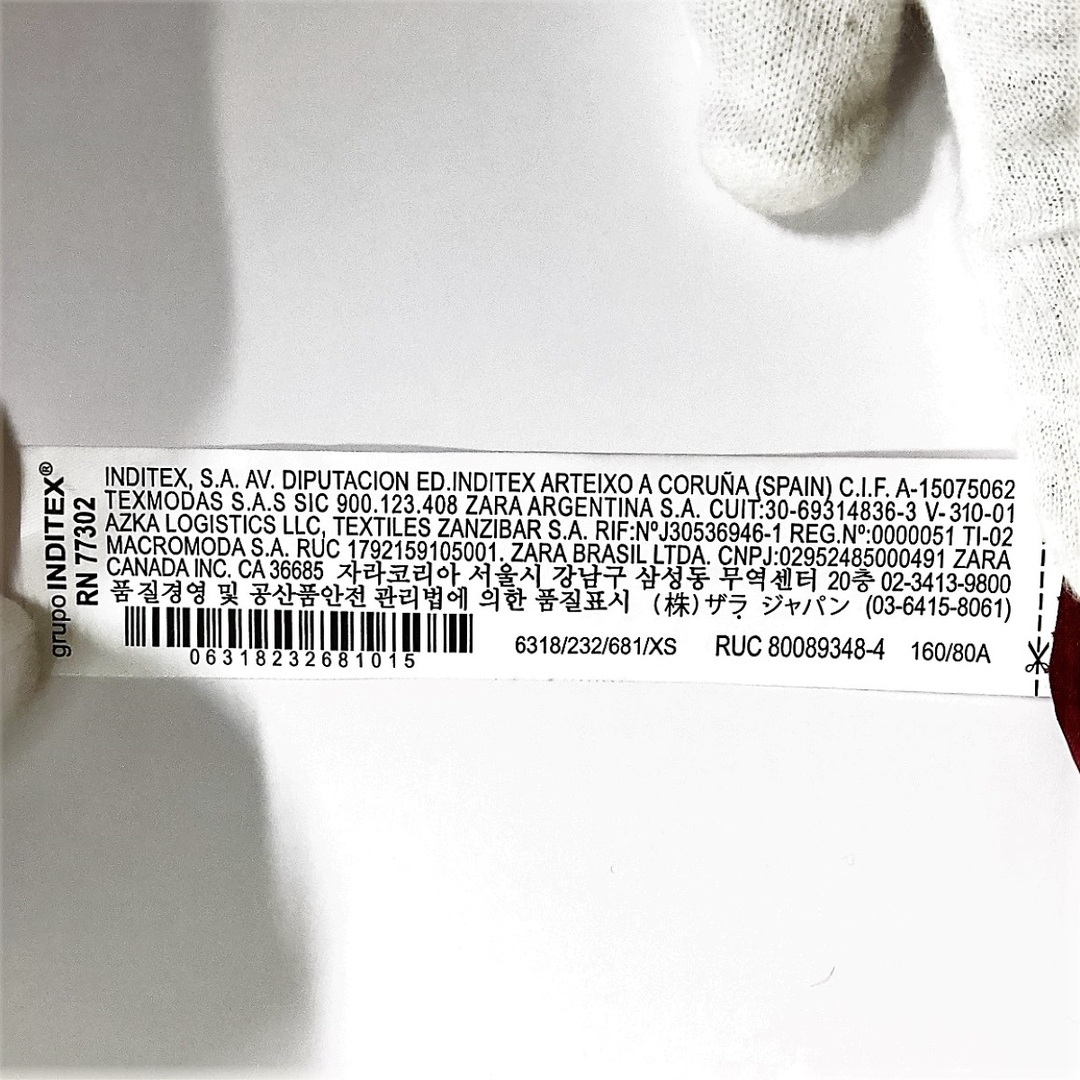 grupo INDITEX®
RN 77302
INDITEX, S.A. AV. DIPUTACION ED.INDITEX ARTEIXO A CORUÑA (SPAIN) C.I.F. A-15075062
TEXMODAS S.A.S SIC 900.123.408 ZARA ARGENTINA S.A. CUIT:30-69314836-3 V-310-01
AZKA LOGISTICS LLC, TEXTILES ZANZIBAR S.A. RIF:NºJ30536946-1 REG.Nº:0000051 TI-02
MACROMODA S.A. RUC 1792159105001. ZARA BRASIL LTDA. CNPJ:02952485000491 ZARA
CANADA INC. CA 36685 자라코리아 서울시 강남구 삼성동 무역센터 20층 02-3413-9800
품질경영 및 공산품안전 관리법에 의한 품질표시 (株)ザラ ジャパン (03-6415-8061)
06318232681015
6318/232/681/XS RUC 80089348-4 160/80A